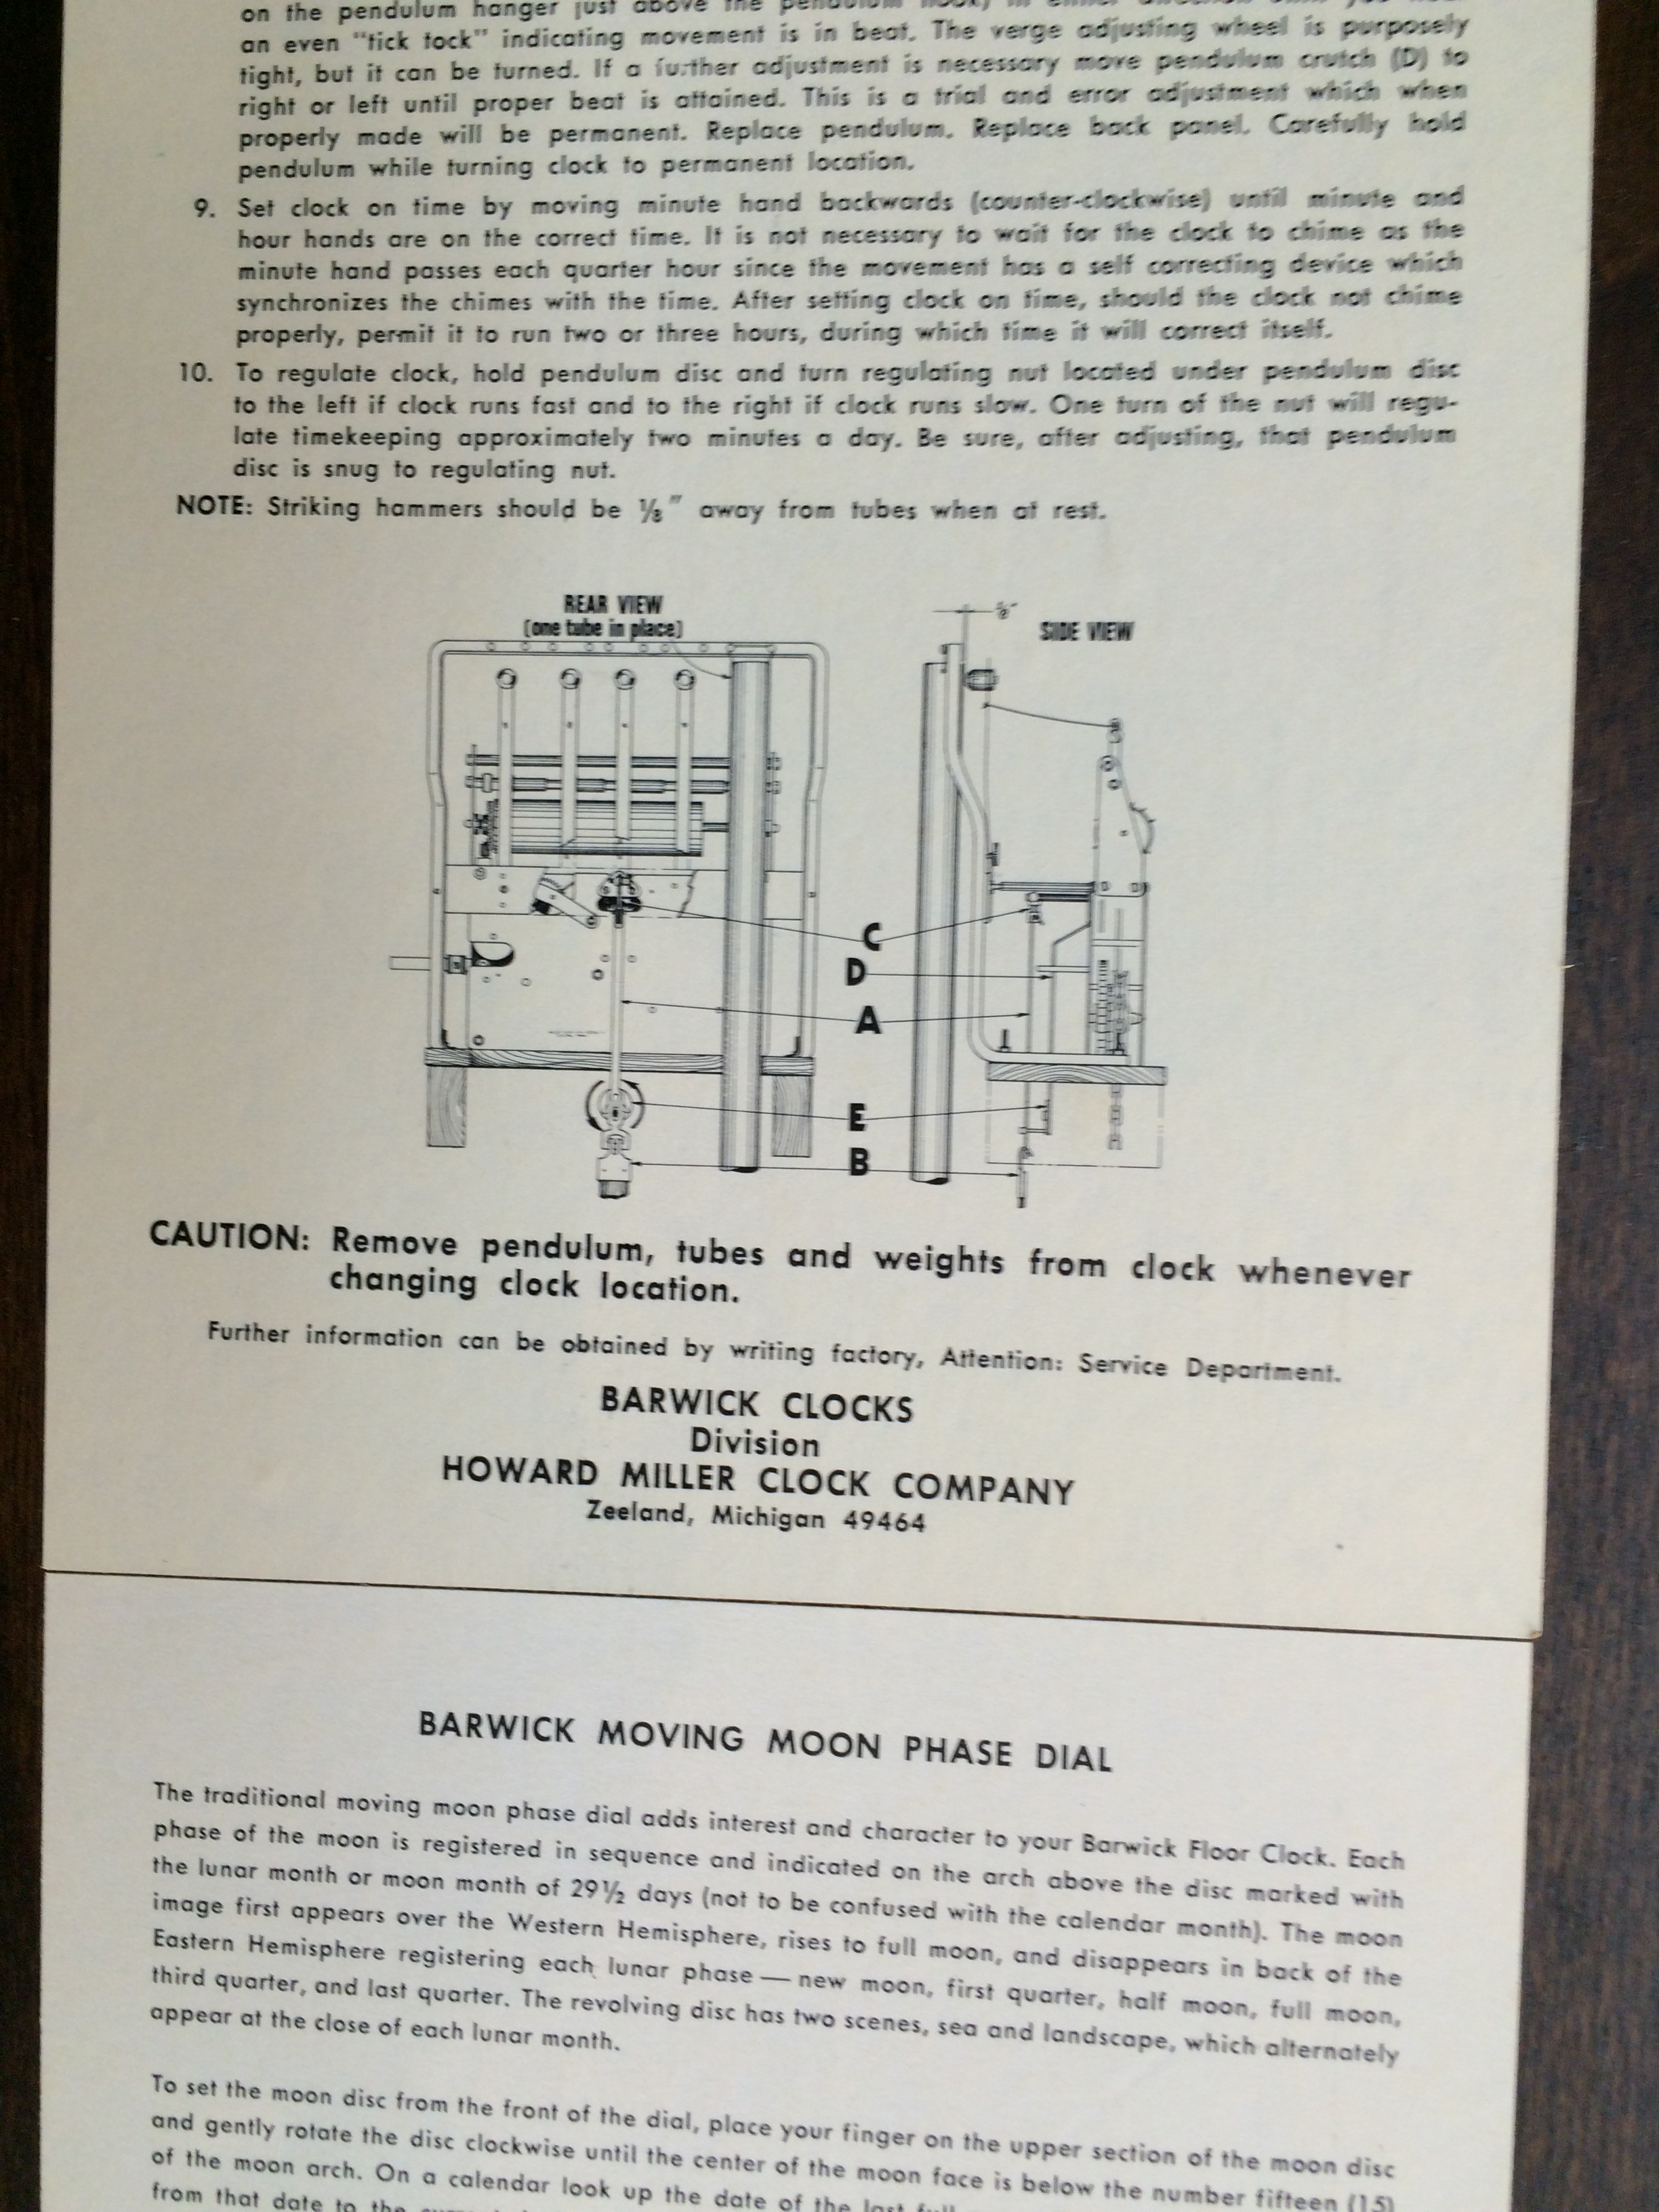 on the pendulum hanger just above the pendulum
an even "tick tock" indicating movement is in beat. The verge adjusting wheel is purposely
tight, but it can be turned. If a further adjustment is necessary move pendulum crutch (D) to
right or left until proper beat is attained. This is a trial and error adjustment which when
properly made will be permanent. Replace pendulum. Replace back panel. Carefully hold
pendulum while turning clock to permanent location.
9. Set clock on time by moving minute hand backwards (counter-clockwise) until minute and
hour hands are on the correct time. It is not necessary to wait for the clock to chime as the
minute hand passes each quarter hour since the movement has a self correcting device which
synchronizes the chimes with the time. After setting clock on time, should the clock not chime
properly, permit it to run two or three hours, during which time it will correct itself.
10. To regulate clock, hold pendulum disc and turn regulating nut located under pendulum disc
to the left if clock runs fast and to the right if clock runs slow. One turn of the nut will regu-
late timekeeping approximately two minutes a day. Be sure, after adjusting, that pendulum
disc is snug to regulating nut.
NOTE: Striking hammers should be ⅛" away from tubes when at rest.
REAR VIEW
(one tube in place)
⅛"
SIDE VIEW
C
D
A
E
B
CAUTION: Remove pendulum, tubes and weights from clock whenever
changing clock location.
Further information can be obtained by writing factory, Attention: Service Department.
BARWICK CLOCKS
Division
HOWARD MILLER CLOCK COMPANY
Zeeland, Michigan 49464
BARWICK MOVING MOON PHASE DIAL
The traditional moving moon phase dial adds interest and character to your Barwick Floor Clock. Each
phase of the moon is registered in sequence and indicated on the arch above the disc marked with
the lunar month or moon month of 29½ days (not to be confused with the calendar month). The moon
image first appears over the Western Hemisphere, rises to full moon, and disappears in back of the
Eastern Hemisphere registering each lunar phase — new moon, first quarter, half moon, full moon,
third quarter, and last quarter. The revolving disc has two scenes, sea and landscape, which alternately
appear at the close of each lunar month.
To set the moon disc from the front of the dial, place your finger on the upper section of the moon disc
and gently rotate the disc clockwise until the center of the moon face is below the number fifteen (15)
of the moon arch. On a calendar look up the date of the last full
from that date to the